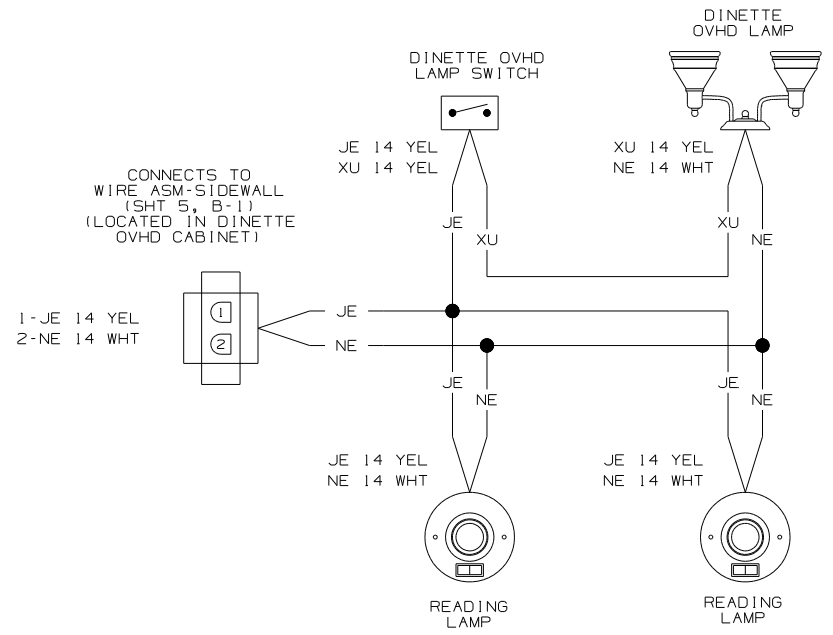 DINETTE
OVHD LAMP
DINETTE OVHD
LAMP SWITCH
JE 14 YEL
XU 14 YEL
XU 14 YEL
NE 14 WHT
CONNECTS TO
WIRE ASM-SIDEWALL
(SHT 5, B-1)
(LOCATED IN DINETTE
OVHD CABINET)
JE
XU
XU
NE
1-JE 14 YEL
2-NE 14 WHT
1
2
JE
NE
JE
NE
JE
NE
JE 14 YEL
NE 14 WHT
JE 14 YEL
NE 14 WHT
READING
LAMP
READING
LAMP